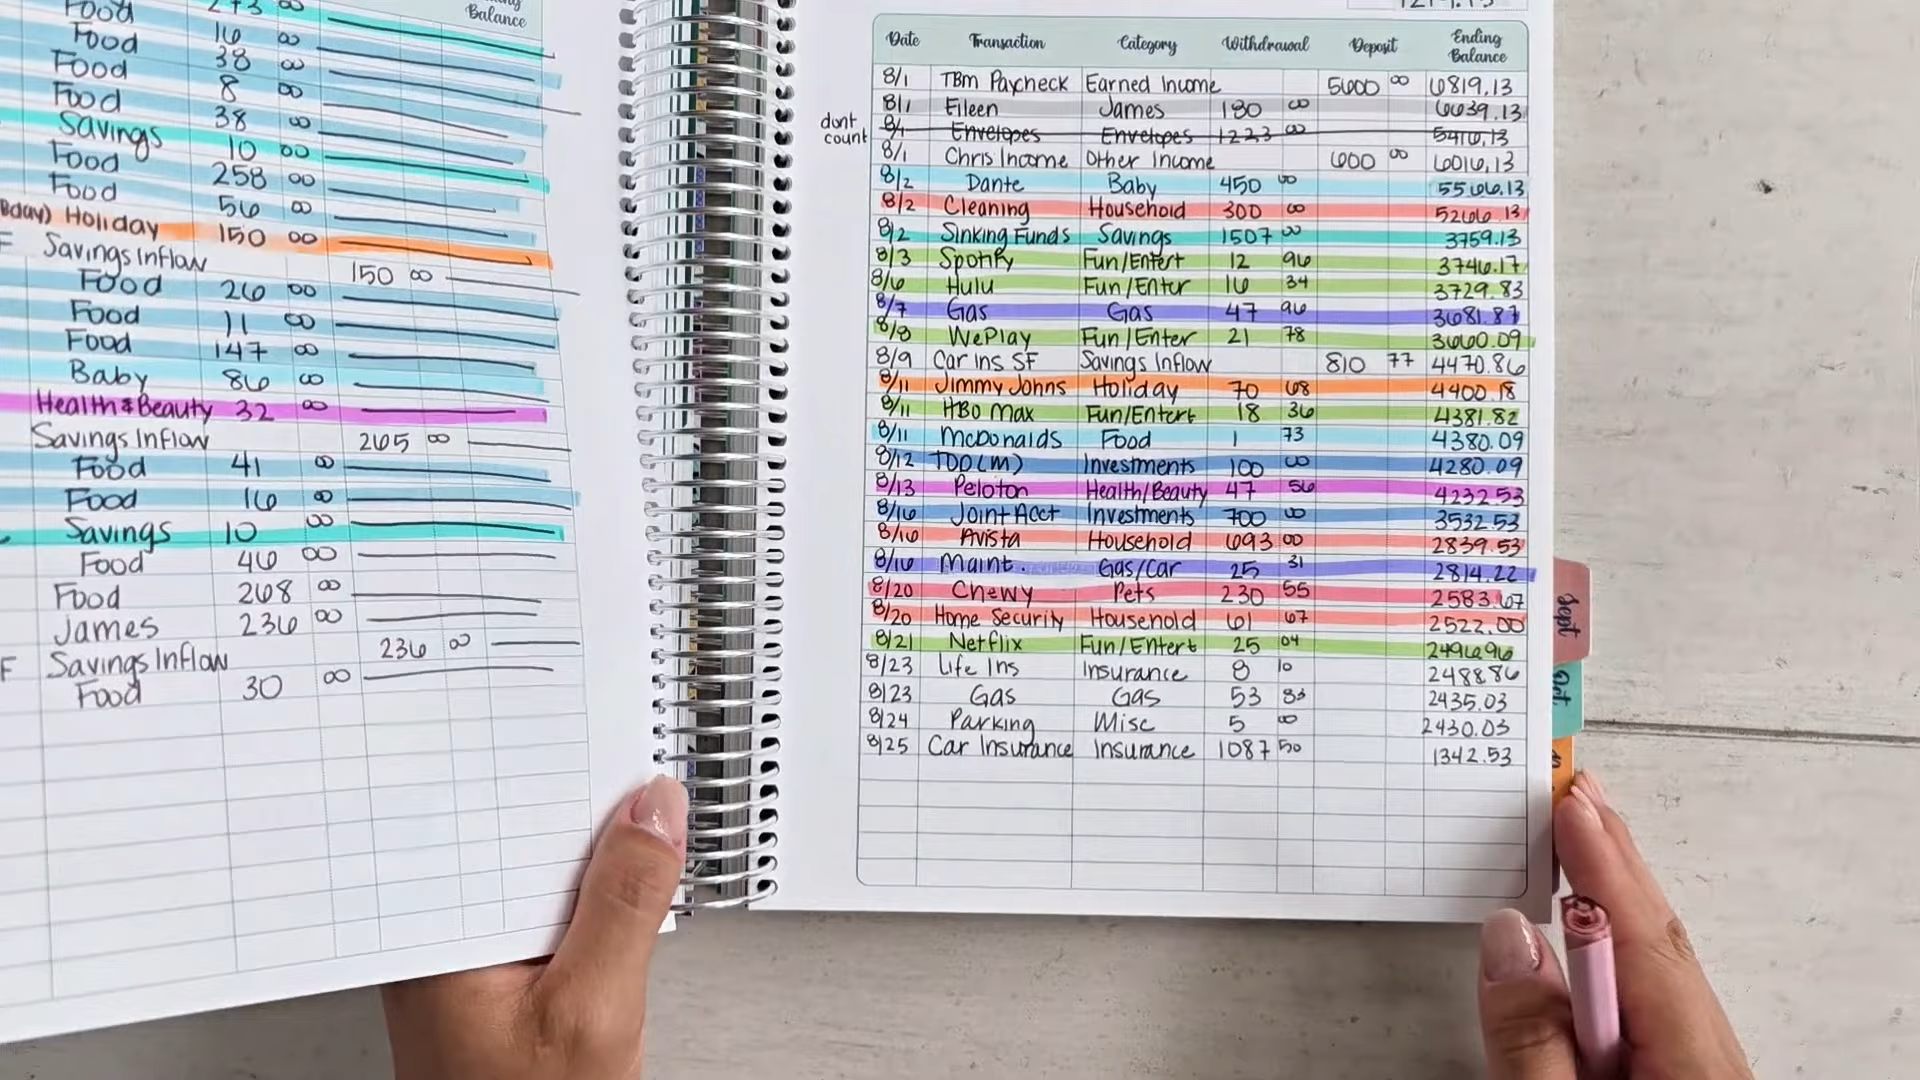 Balance
Food 273 00
Food 16 00
Food 38 00
Food 8 00
Food 38 00
Savings 10 00
Food 258 00
Food 56 00
Bday) Holiday 150 00
F Savings Inflow 150 00
Food 26 00
Food 11 00
Food 147 00
Baby 86 00
Health & Beauty 32 00
Savings Inflow 265 00
Food 41 00
Food 16 00
Savings 10 00
Food 46 00
Food 268 00
James 236 00
F Savings Inflow 236 00
Food 30 00
Date Transaction Category Withdrawal Deposit Ending Balance
8/1 TBM Paycheck Earned Income 5000 00 6819.13
8/1 Eileen James 180 00 6639.13
dont count 8/1 Envelopes Envelopes 1223 00 5416.13
8/1 Chris Income Other Income 600 00 6016.13
8/2 Dante Baby 450 00 5566.13
8/2 Cleaning Household 300 00 5266.13
8/2 Sinking Funds Savings 1507 00 3759.13
8/3 Spotify Fun/Entert 12 96 3746.17
8/6 Hulu Fun/Enter 16 34 3729.83
8/7 Gas Gas 47 96 3681.87
8/8 WePlay Fun/Enter 21 78 3660.09
8/9 Car Ins SF Savings Inflow 810 77 4470.86
8/11 Jimmy Johns Holiday 70 68 4400.18
8/11 HBO Max Fun/Entert 18 36 4381.82
8/11 McDonalds Food 1 73 4380.09
8/12 TDD(M) Investments 100 00 4280.09
8/13 Peloton Health/Beauty 47 56 4232.53
8/16 Joint Acct Investments 700 00 3532.53
8/16 Avista Household 693 00 2839.53
8/16 Maint. Gas/Car 25 31 2814.22
8/20 Chewy Pets 230 55 2583.67
8/20 Home Security Household 61 67 2522.00
8/21 Netflix Fun/Entert 25 04 2496.96
8/23 Life Ins Insurance 8 10 2488.86
8/23 Gas Gas 53 83 2435.03
8/24 Parking Misc 5 00 2430.03
8/25 Car Insurance Insurance 1087 50 1342.53
Sept
Oct